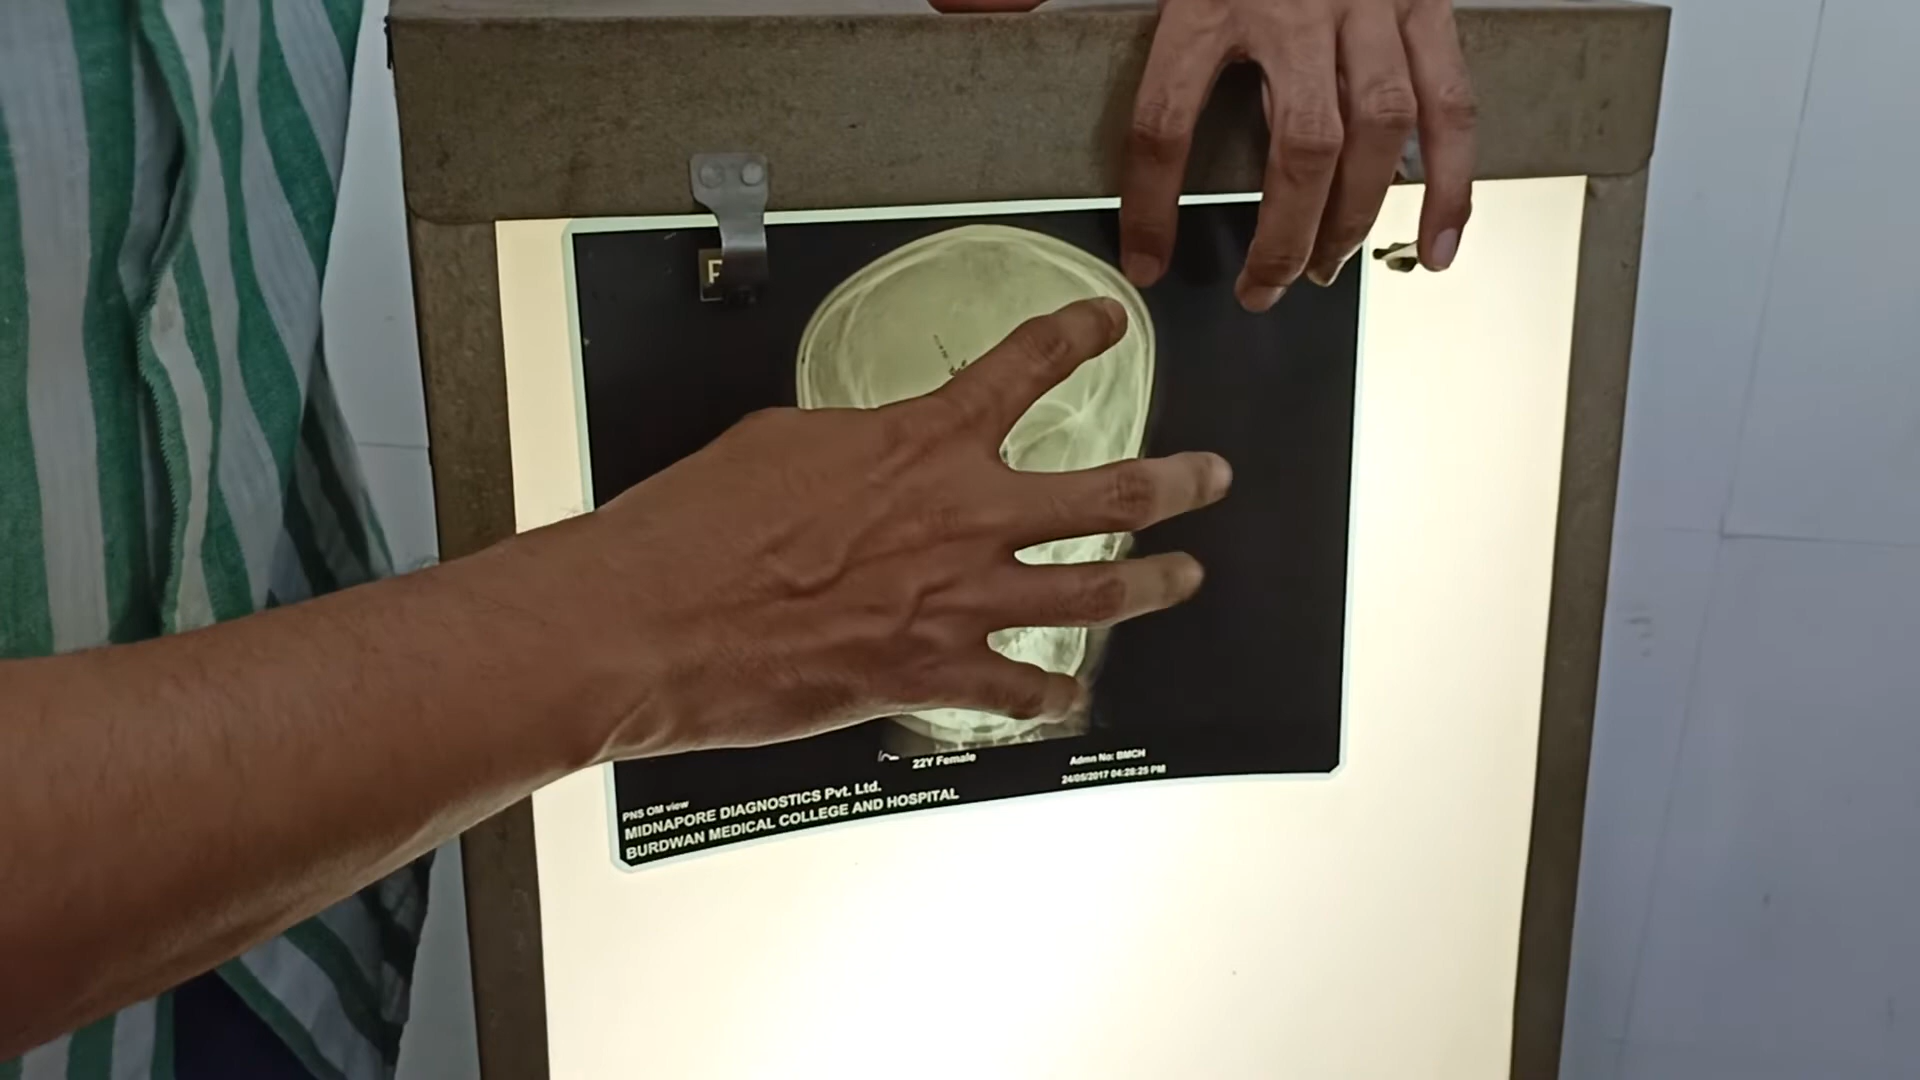 22Y Female
Admn No: BMCH
24/05/2017 04:28:25 PM
PNS OM view
MIDNAPORE DIAGNOSTICS Pvt. Ltd.
BURDWAN MEDICAL COLLEGE AND HOSPITAL